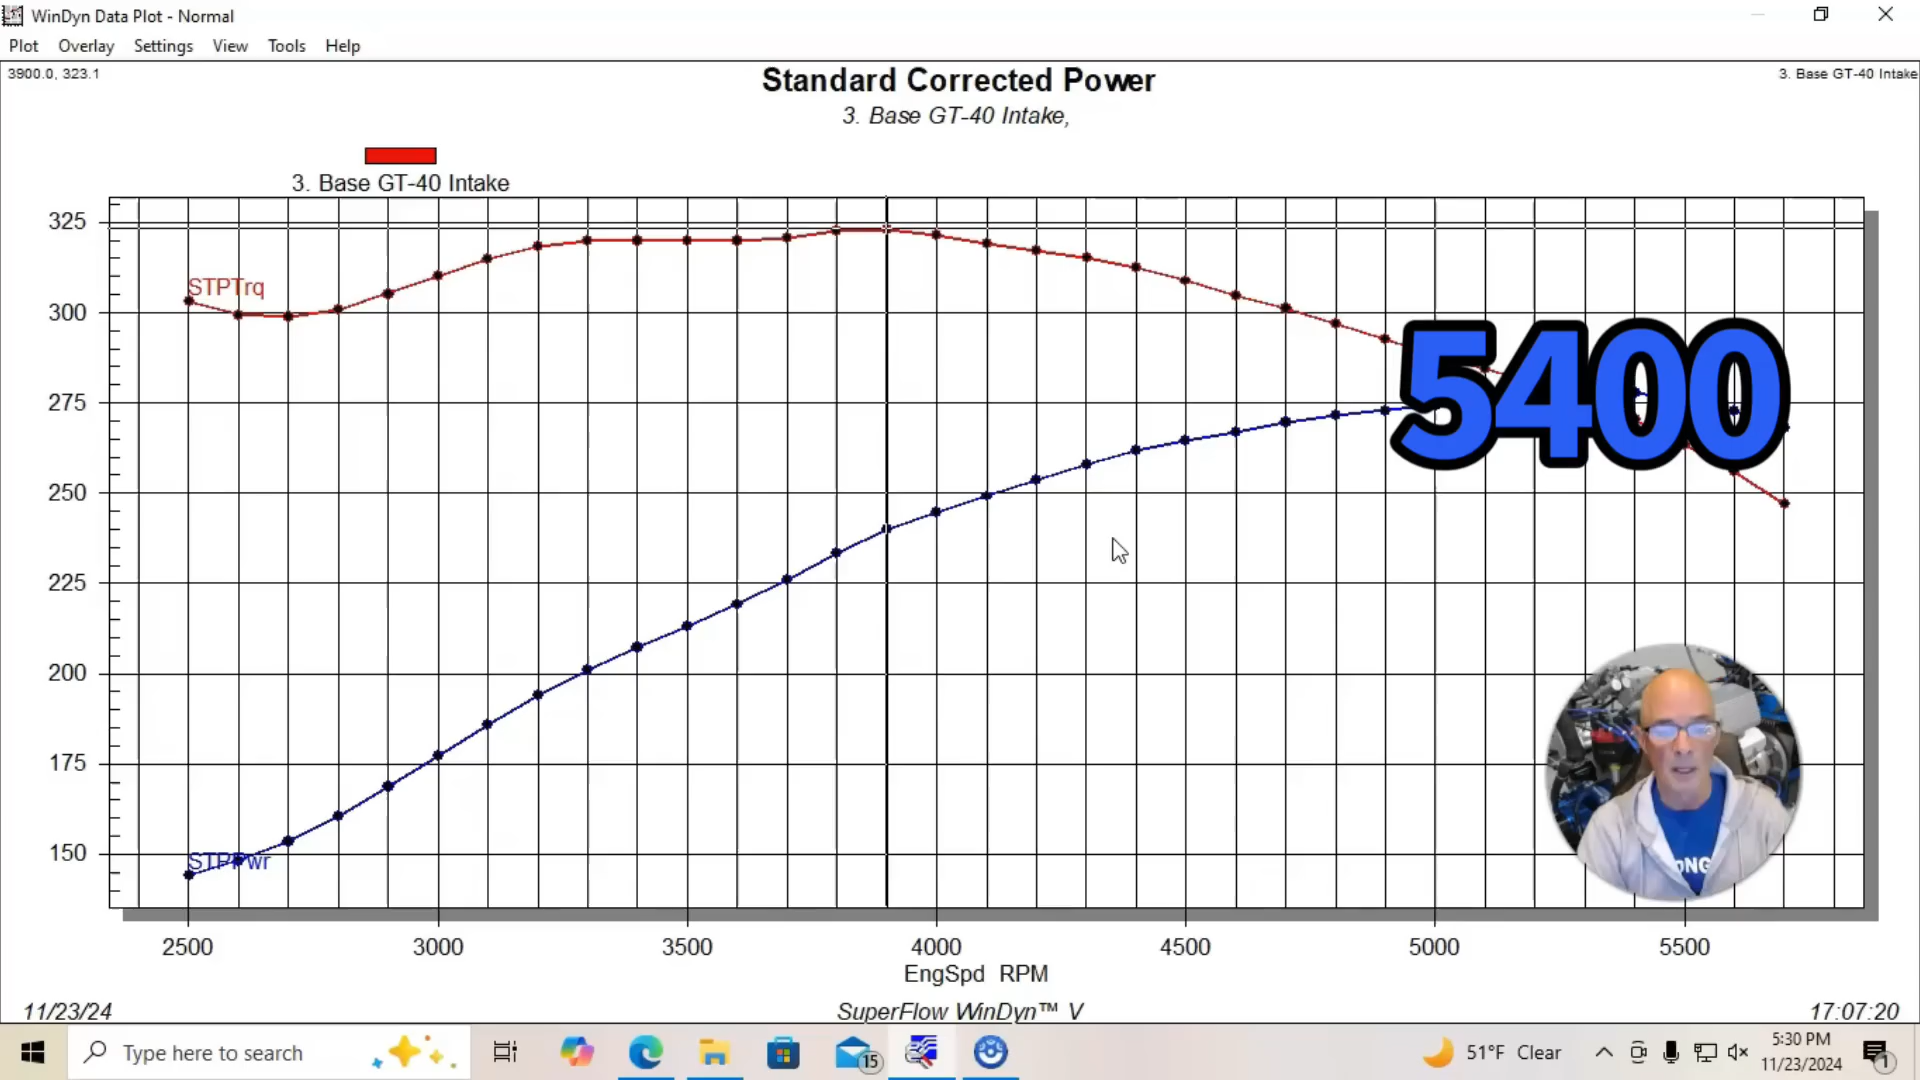 WinDyn Data Plot - Normal
Plot Overlay Settings View Tools Help
3900.0, 323.1
3. Base GT-40 Intake
Standard Corrected Power
3. Base GT-40 Intake,
3. Base GT-40 Intake
325
STPTrq
300
5400
275
250
225
200
175
150
STPPwr
ONG
2500 3000 3500 4000 4500 5000 5500
EngSpd RPM
11/23/24
SuperFlow WinDyn™ V
17:07:20
Type here to search
15
51°F Clear
5:30 PM
11/23/2024
1